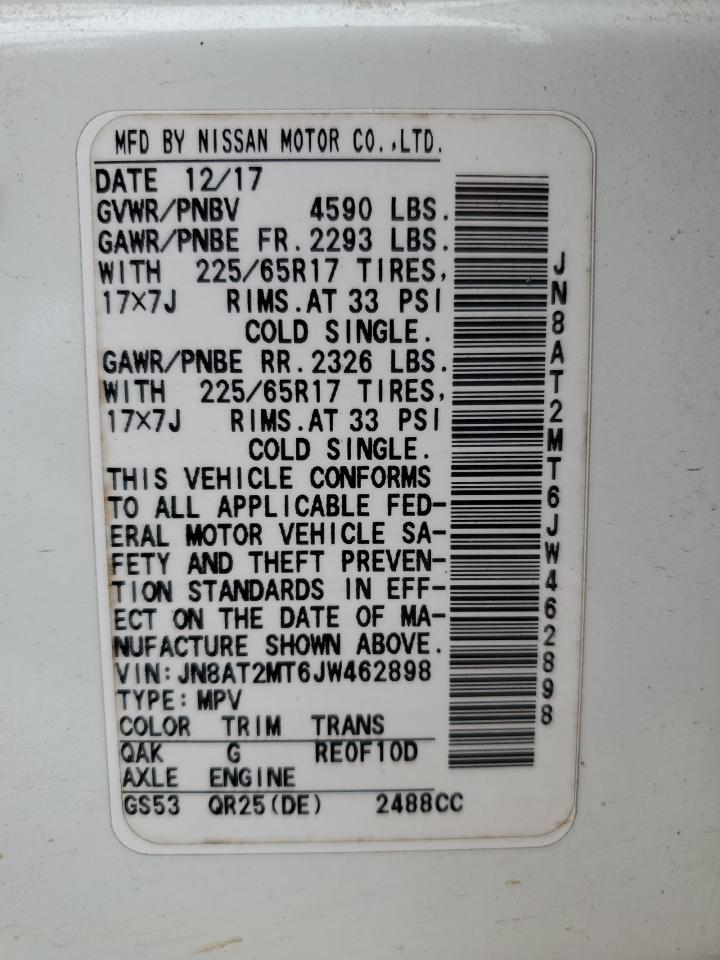 MFD BY NISSAN MOTOR CO.,LTD.
DATE 12/17
GVWR/PNBV 4590 LBS.
GAWR/PNBE FR.2293 LBS.
WITH 225/65R17 TIRES,
17×7J RIMS.AT 33 PSI
COLD SINGLE.
GAWR/PNBE RR.2326 LBS.
WITH 225/65R17 TIRES,
17×7J RIMS.AT 33 PSI
COLD SINGLE.
THIS VEHICLE CONFORMS
TO ALL APPLICABLE FED-
ERAL MOTOR VEHICLE SA-
FETY AND THEFT PREVEN-
TION STANDARDS IN EFF-
ECT ON THE DATE OF MA-
NUFACTURE SHOWN ABOVE.
VIN:JN8AT2MT6JW462898
TYPE:MPV
COLOR TRIM TRANS
QAK G RE0F10D
AXLE ENGINE
GS53 QR25(DE) 2488CC
JN8AT2MT6JW462898